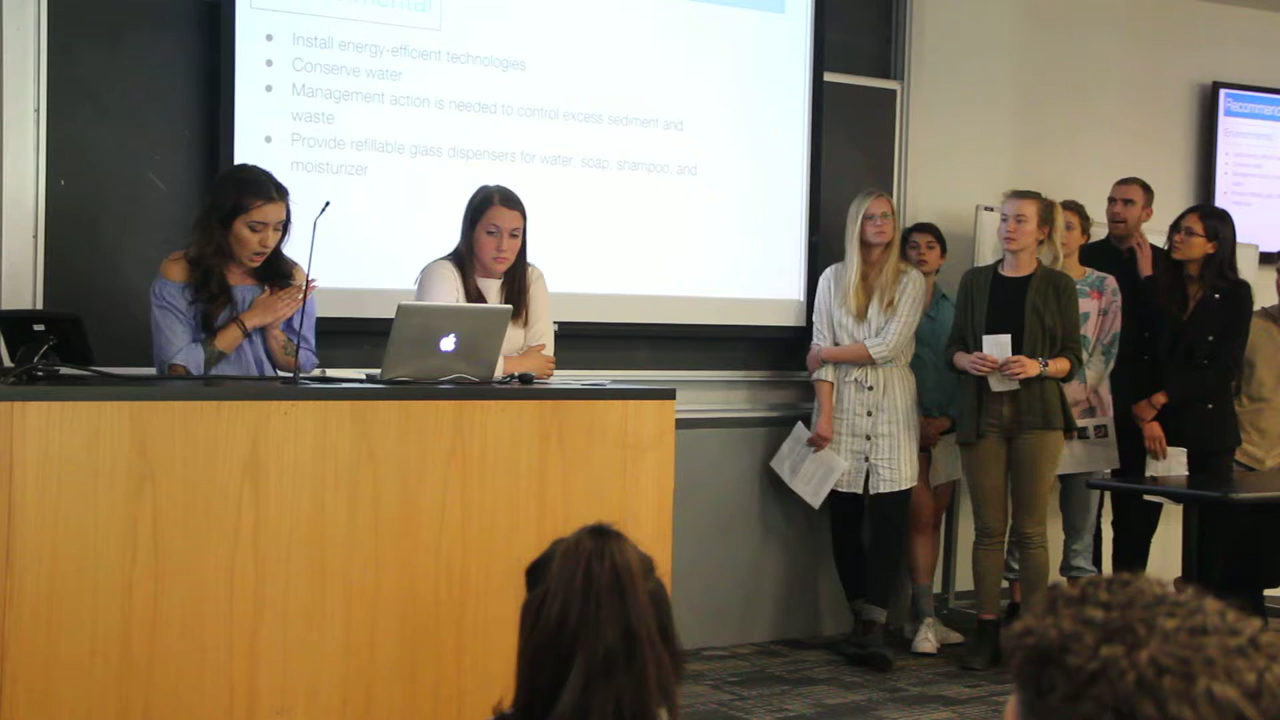 Install energy-efficient technologies
Conserve water
Management action is needed to control excess sediment and
waste
Provide refillable glass dispensers for water, soap, shampoo, and
moisturizer
Recommend